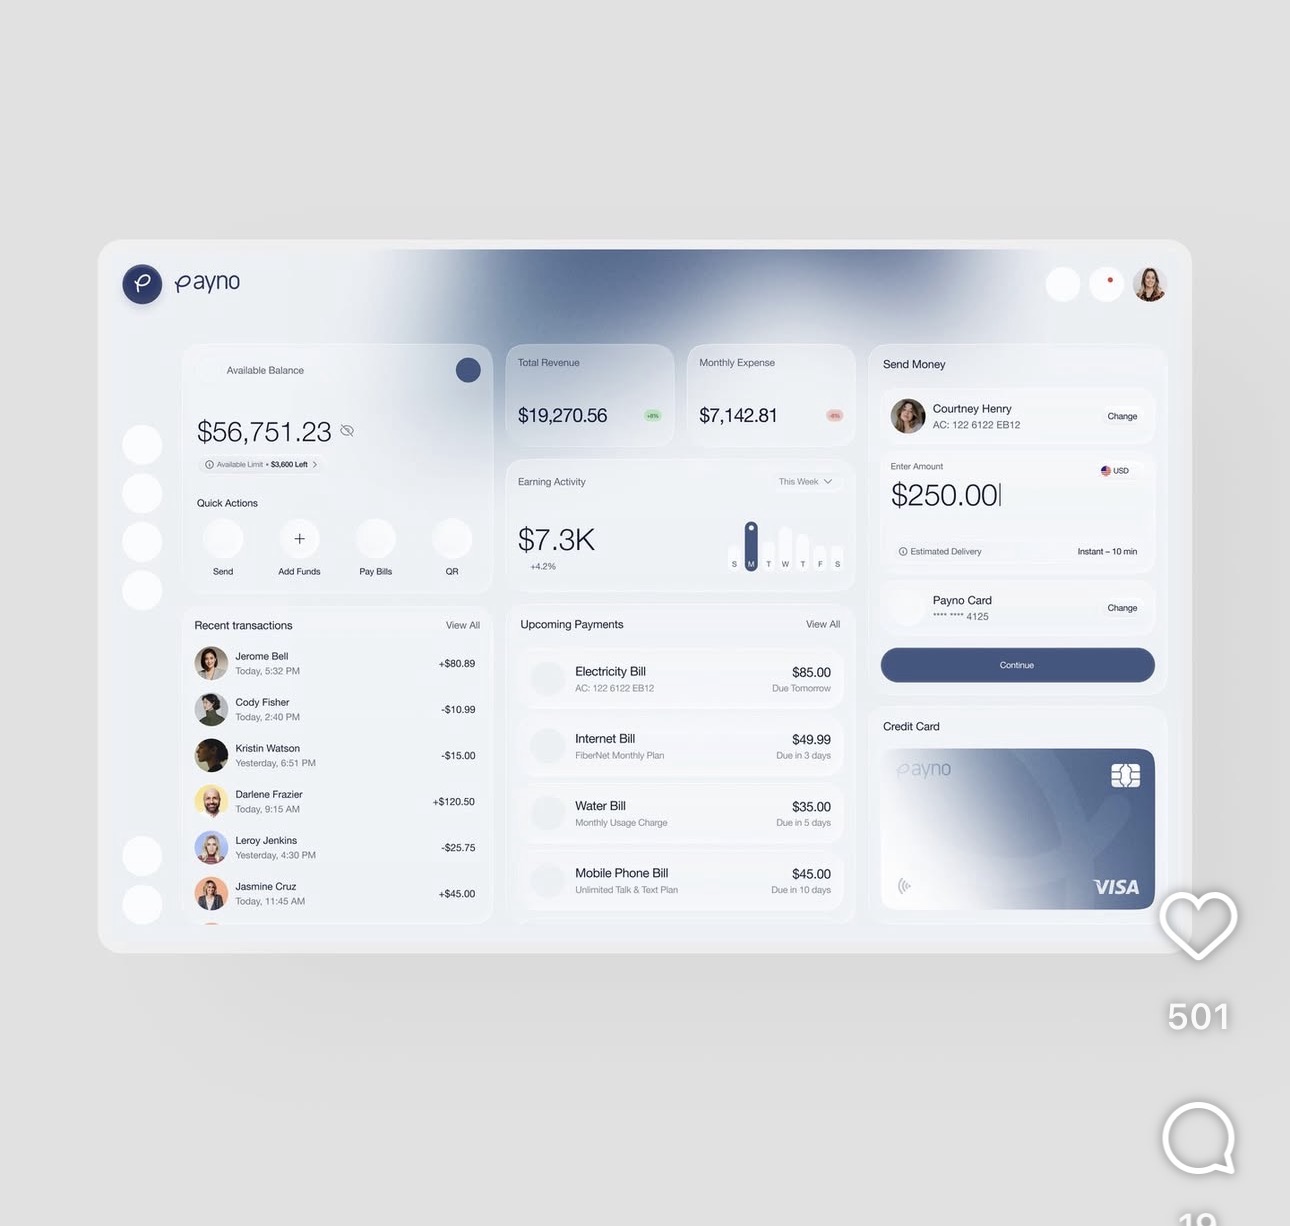 Payno
Available Balance
$56,751.23
Available Limit • $3,600 Left
Quick Actions
Send
Add Funds
Pay Bills
QR
Recent transactions
View All
Jerome Bell
Today, 5:32 PM
+$80.89
Cody Fisher
Today, 2:40 PM
-$10.99
Kristin Watson
Yesterday, 6:51 PM
-$15.00
Darlene Frazier
Today, 9:15 AM
+$120.50
Leroy Jenkins
Yesterday, 4:30 PM
-$25.75
Jasmine Cruz
Today, 11:45 AM
+$45.00
Total Revenue
$19,270.56
+8%
Monthly Expense
$7,142.81
Earning Activity
This Week
$7.3K
+4.2%
S M T W T F S
Upcoming Payments
View All
Electricity Bill
AC: 122 6122 EB12
$85.00
Due Tomorrow
Internet Bill
FiberNet Monthly Plan
$49.99
Due in 3 days
Water Bill
Monthly Usage Charge
$35.00
Due in 5 days
Mobile Phone Bill
Unlimited Talk & Text Plan
$45.00
Due in 10 days
Send Money
Courtney Henry
AC: 122 6122 EB12
Change
Enter Amount
USD
$250.00
Estimated Delivery
Instant – 10 min
Payno Card
**** **** 4125
Change
Continue
Credit Card
Payno
VISA
501